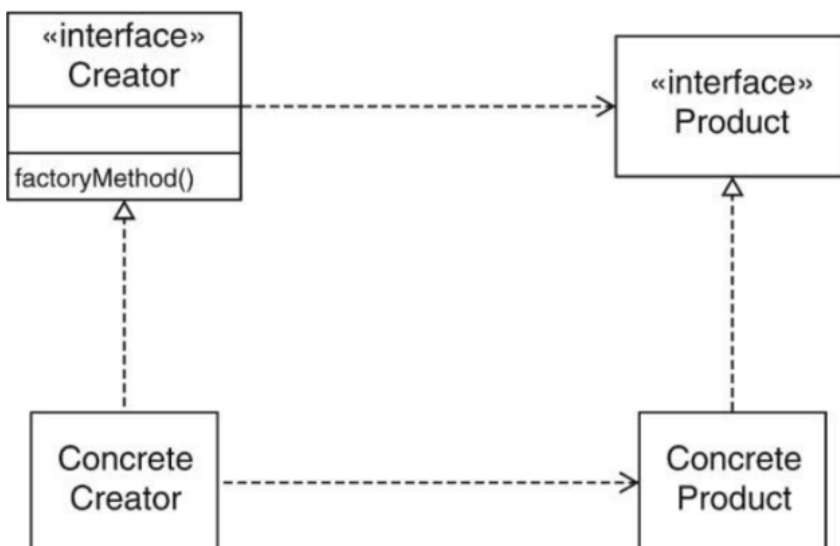 «interface»
Creator
factoryMethod()
«interface»
Product
Concrete
Creator
Concrete
Product